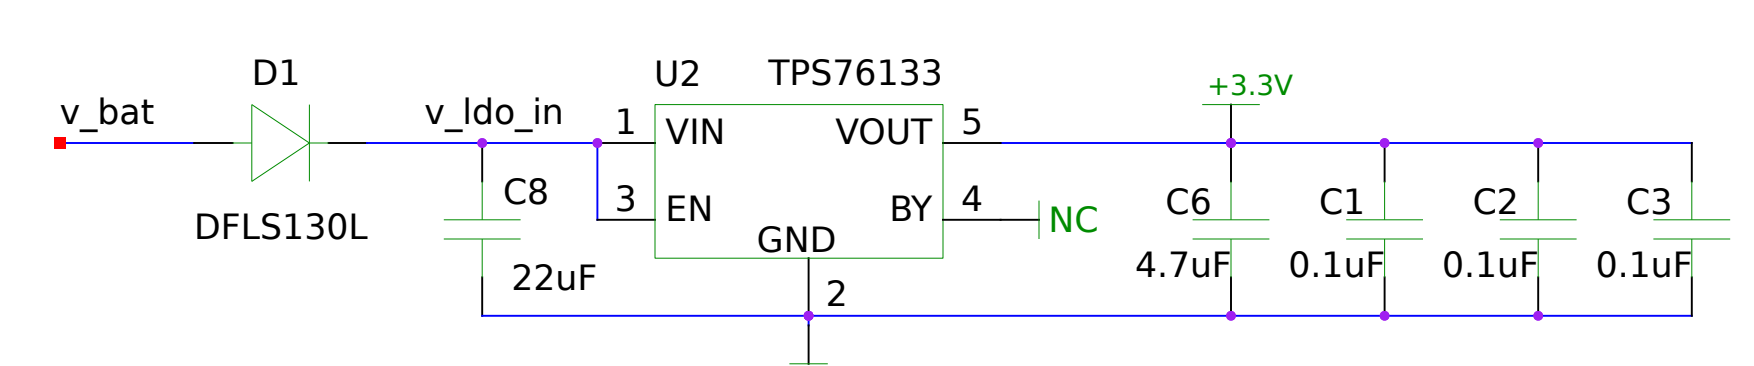 D1
v_bat
DFLS130L
v_ldo_in
C8
22uF
U2
TPS76133
1
VIN
3
EN
VOUT
5
BY
4
NC
GND
2
+3.3V
C6
4.7uF
C1
0.1uF
C2
0.1uF
C3
0.1uF